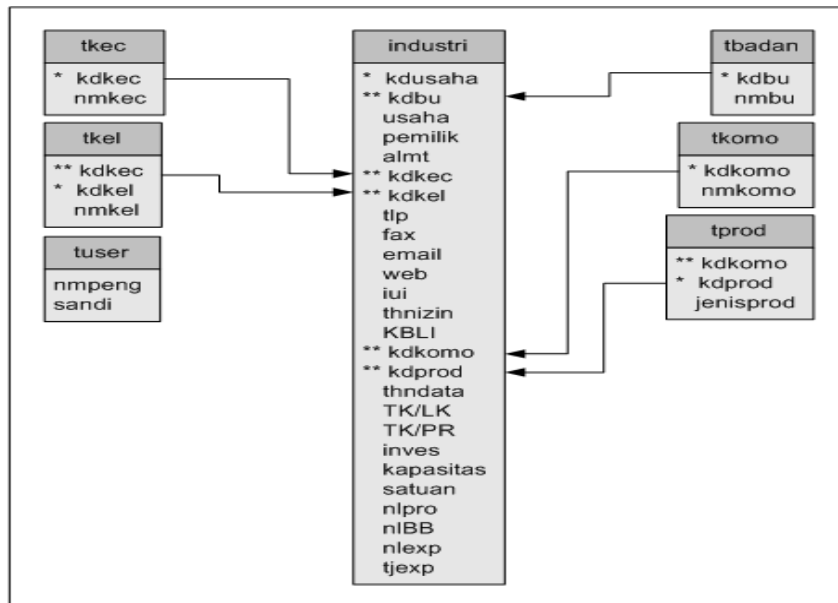 tkec
* kdkec
nmkec
tkel
** kdkec
* kdkel
nmkel
tuser
nmpeng
sandi
industri
* kdusaha
** kdbu
usaha
pemilik
almt
** kdkec
** kdkel
tlp
fax
email
web
iui
thnizin
KBLI
** kdkomo
** kdprod
thndata
TK/LK
TK/PR
inves
kapasitas
satuan
nlpro
nlBB
nlexp
tjexp
tbadan
* kdbu
nmbu
tkomo
* kdkomo
nmkomo
tprod
** kdkomo
* kdprod
jenisprod